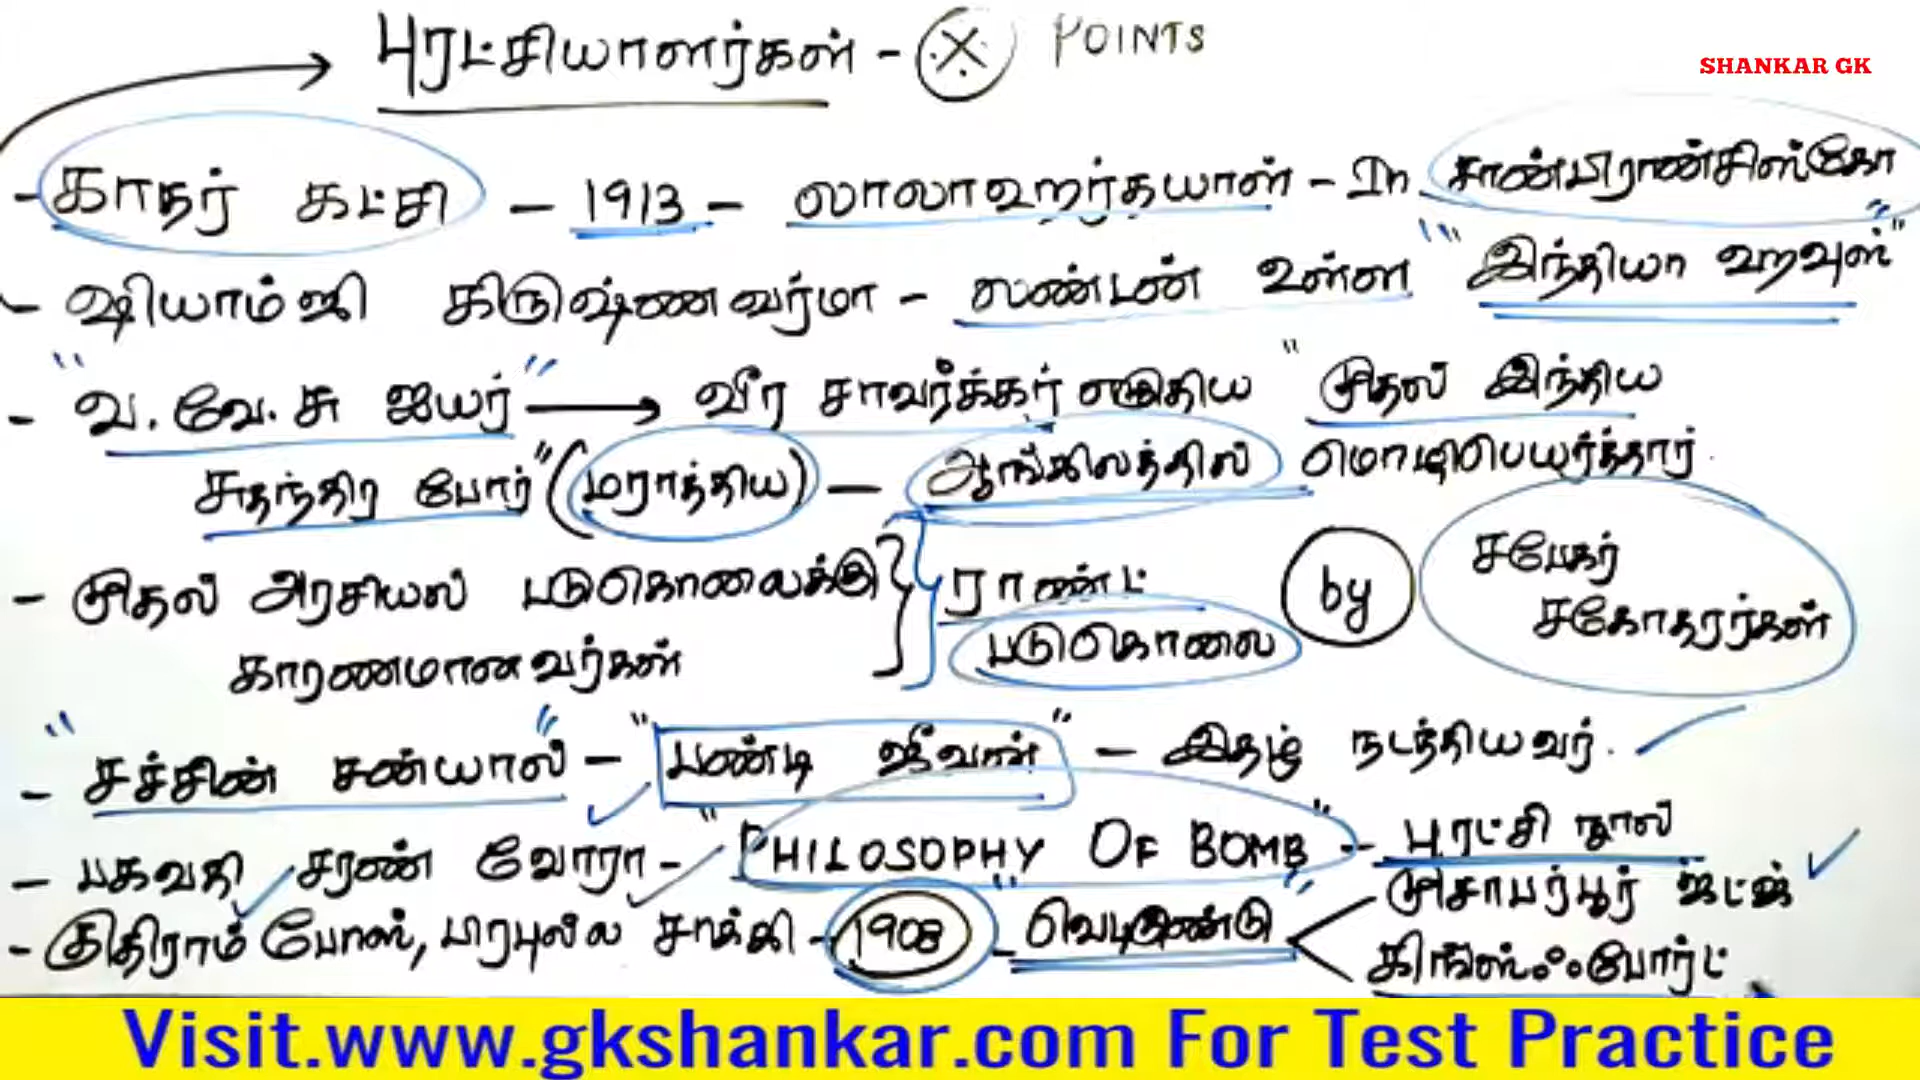 புரட்சியாளர்கள் - POINTS
SHANKAR GK
- காதர் கட்சி - 1913 - லாலாஹர்தயாள் - In சான்பிரான்சிஸ்கோ
- ஷியாம்ஜி கிருஷ்ணவர்மா - லண்டண் உள்ள "இந்தியா ஹவுஸ்"
- "வ.வே.சு ஐயர்" → வீர சாவர்க்கர் எழுதிய "முதல் இந்திய
சுதந்திர போர்" (மராத்திய) - ஆங்கிலத்தில் மொழிபெயர்த்தார்.
- முதல் அரசியல் படுகொலைக்கு } ராண்ட் by சபேகர்
காரணமானவர்கள் படுகொலை சகோதரர்கள்
- "சச்சின் சன்யால்" - "பண்டி ஜீவன்" - இதழ் நடத்தியவர்.
- பகவதி சரண் வோரா - "PHILOSOPHY OF BOMB" - புரட்சி நூல்
- குதிராம் போஸ், பிரபுல்ல சாக்கி - 1908 - "வெடிகுண்டு" < முசாபர்பூர் ஜட்ஜ்
கிங்ஸ்ஃபோர்ட்
Visit.www.gkshankar.com For Test Practice